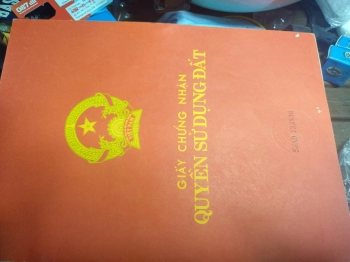 GIẤY CHỨNG NHẬN
QUYỀN SỬ DỤNG ĐẤT